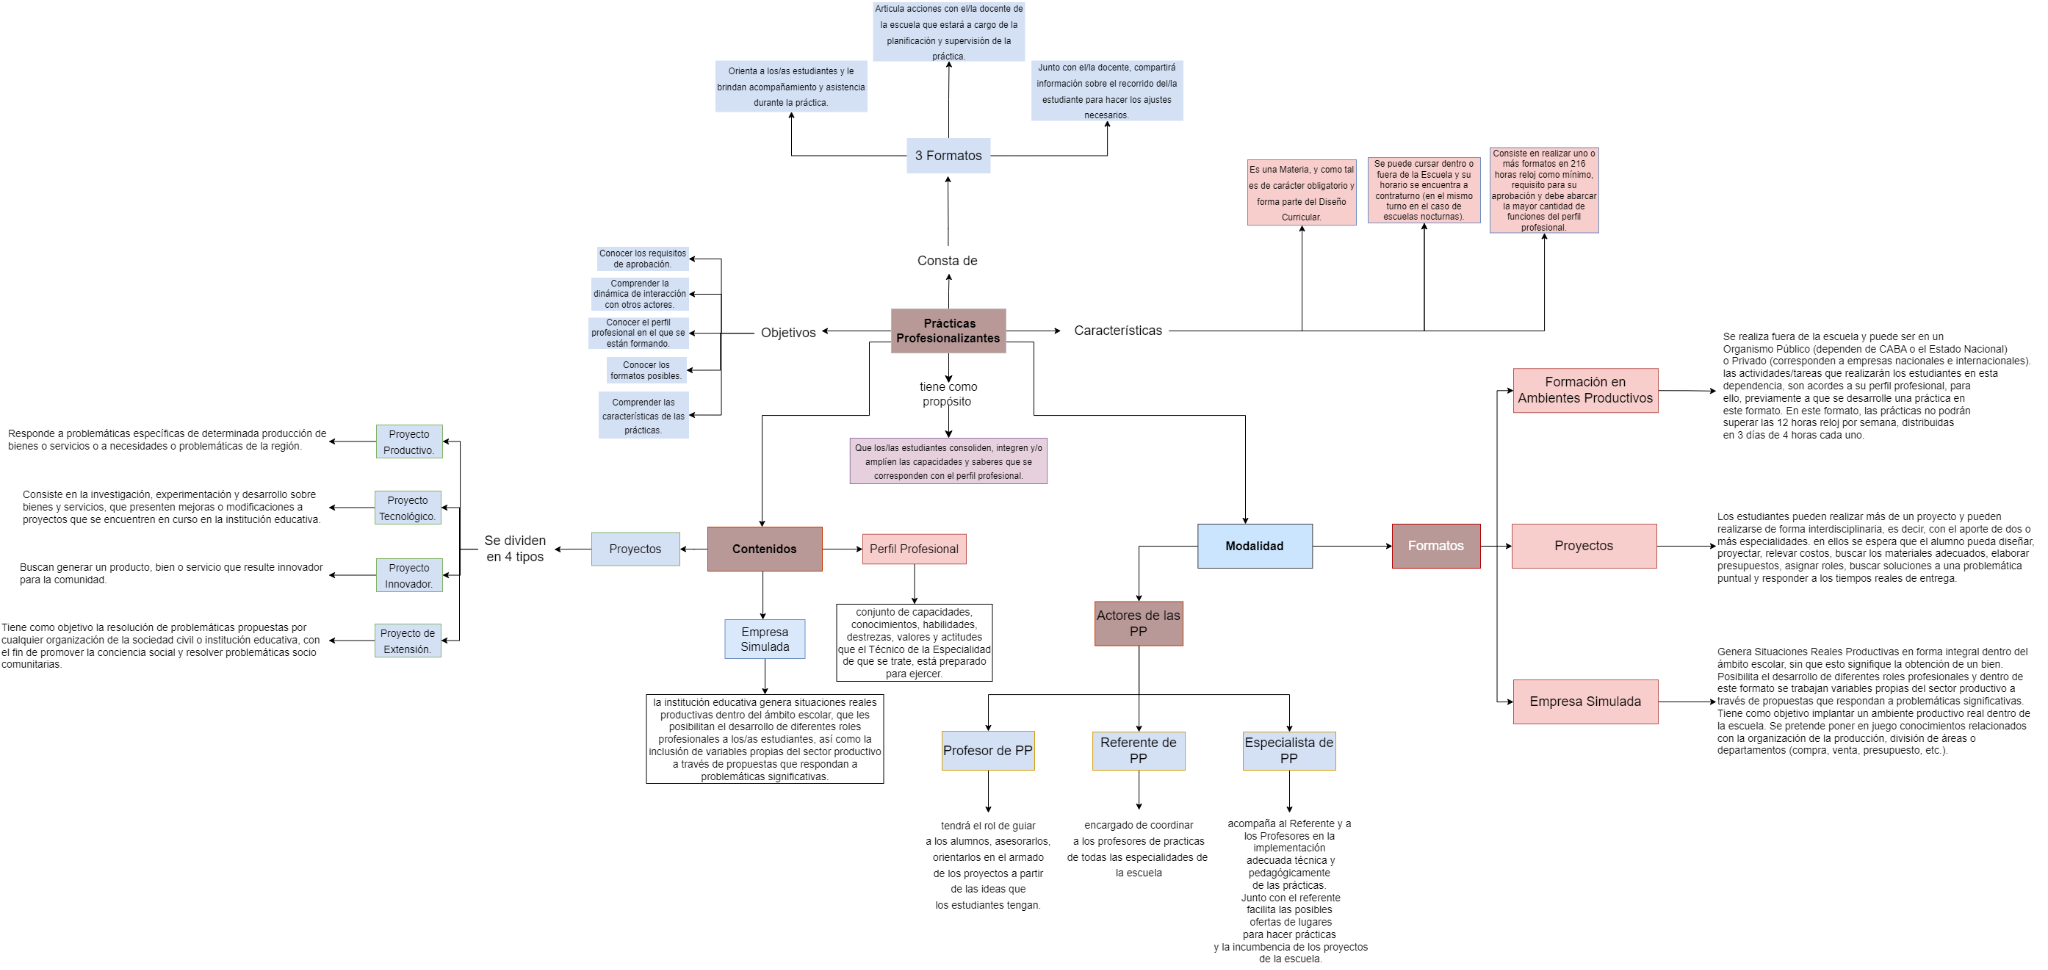 Articula acciones con el/la docente de
la escuela que estará a cargo de la
planificación y supervisión de la
práctica.
Orienta a los/as estudiantes y le
brindan acompañamiento y asistencia
durante la práctica.
Junto con el/la docente, compartirá
información sobre el recorrido del/la
estudiante para hacer los ajustes
necesarios.
3 Formatos
Es una Materia, y como tal
es de carácter obligatorio y
forma parte del Diseño
Curricular.
Se puede cursar dentro o
fuera de la Escuela y su
horario se encuentra a
contraturno (en el mismo
turno en el caso de
escuelas nocturnas).
Consiste en realizar uno o
más formatos en 216
horas reloj como mínimo,
requisito para su
aprobación y debe abarcar
la mayor cantidad de
funciones del perfil
profesional.
Consta de
Conocer los requisitos
de aprobación.
Comprender la
dinámica de interacción
con otros actores.
Conocer el perfil
profesional en el que se
están formando.
Conocer los
formatos posibles.
Comprender las
características de las
prácticas.
Objetivos
Prácticas
Profesionalizantes
Características
tiene como
propósito
Que los/las estudiantes consoliden, integren y/o
amplíen las capacidades y saberes que se
corresponden con el perfil profesional.
Formación en
Ambientes Productivos
Se realiza fuera de la escuela y puede ser en un
Organismo Público (dependen de CABA o el Estado Nacional)
o Privado (corresponden a empresas nacionales e internacionales).
las actividades/tareas que realizarán los estudiantes en esta
dependencia, son acordes a su perfil profesional, para
ello, previamente a que se desarrolle una práctica en
este formato. En este formato, las prácticas no podrán
superar las 12 horas reloj por semana, distribuidas
en 3 días de 4 horas cada uno.
Responde a problemáticas específicas de determinada producción de
bienes o servicios o a necesidades o problemáticas de la región.
Proyecto
Productivo.
Consiste en la investigación, experimentación y desarrollo sobre
bienes y servicios, que presenten mejoras o modificaciones a
proyectos que se encuentren en curso en la institución educativa.
Proyecto
Tecnológico.
Buscan generar un producto, bien o servicio que resulte innovador
para la comunidad.
Proyecto
Innovador.
Tiene como objetivo la resolución de problemáticas propuestas por
cualquier organización de la sociedad civil o institución educativa, con
el fin de promover la conciencia social y resolver problemáticas socio
comunitarias.
Proyecto de
Extensión.
Se dividen
en 4 tipos
Proyectos
Contenidos
Perfil Profesional
conjunto de capacidades,
conocimientos, habilidades,
destrezas, valores y actitudes
que el Técnico de la Especialidad
de que se trate, está preparado
para ejercer.
Empresa
Simulada
la institución educativa genera situaciones reales
productivas dentro del ámbito escolar, que les
posibilitan el desarrollo de diferentes roles
profesionales a los/as estudiantes, así como la
inclusión de variables propias del sector productivo
a través de propuestas que respondan a
problemáticas significativas.
Modalidad
Formatos
Proyectos
Los estudiantes pueden realizar más de un proyecto y pueden
realizarse de forma interdisciplinaria, es decir, con el aporte de dos o
más especialidades. en ellos se espera que el alumno pueda diseñar,
proyectar, relevar costos, buscar los materiales adecuados, elaborar
presupuestos, asignar roles, buscar soluciones a una problemática
puntual y responder a los tiempos reales de entrega.
Actores de las
PP
Empresa Simulada
Genera Situaciones Reales Productivas en forma integral dentro del
ámbito escolar, sin que esto signifique la obtención de un bien.
Posibilita el desarrollo de diferentes roles profesionales y dentro de
este formato se trabajan variables propias del sector productivo a
través de propuestas que respondan a problemáticas significativas.
Tiene como objetivo implantar un ambiente productivo real dentro de
la escuela. Se pretende poner en juego conocimientos relacionados
con la organización de la producción, división de áreas o
departamentos (compra, venta, presupuesto, etc.).
Profesor de PP
Referente de
PP
Especialista de
PP
tendrá el rol de guiar
a los alumnos, asesorarlos,
orientarlos en el armado
de los proyectos a partir
de las ideas que
los estudiantes tengan.
encargado de coordinar
a los profesores de practicas
de todas las especialidades de
la escuela
acompaña al Referente y a
los Profesores en la
implementación
adecuada técnica y
pedagógicamente
de las prácticas.
Junto con el referente
facilita las posibles
ofertas de lugares
para hacer prácticas
y la incumbencia de los proyectos
de la escuela.